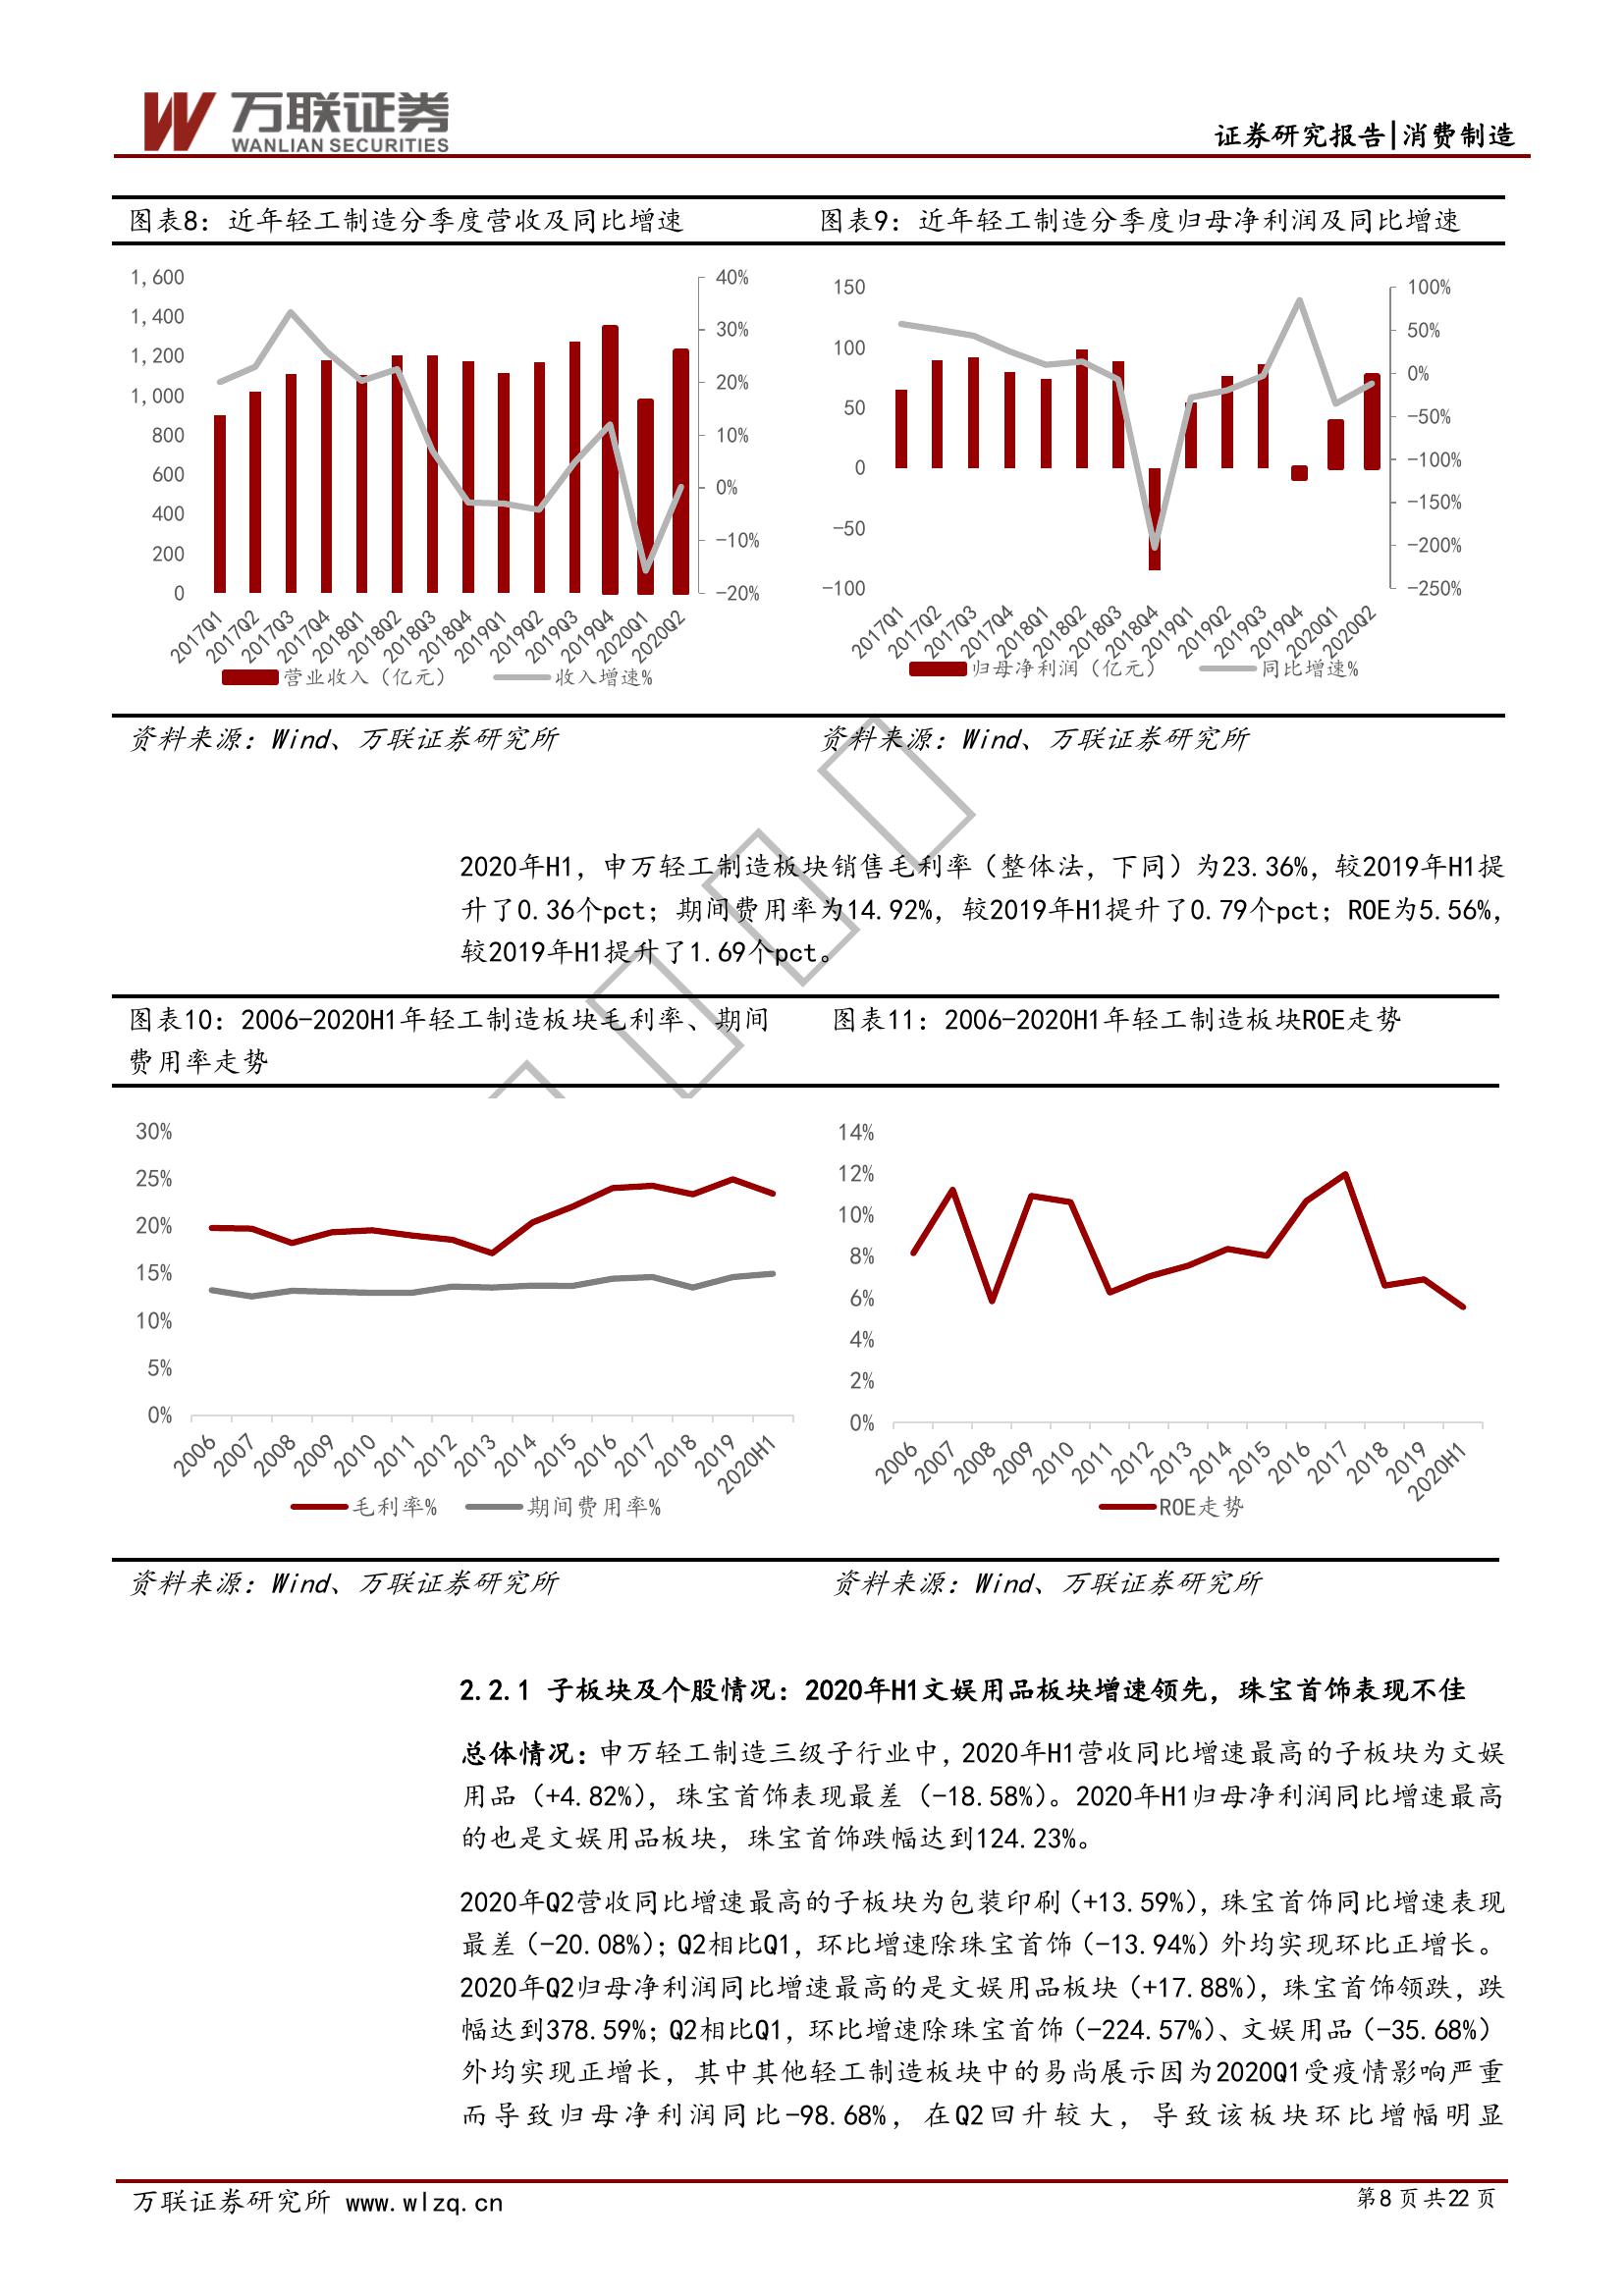 万联证券
WANLIAN SECURITIES
证券研究报告|消费制造
图表8：近年轻工制造分季度营收及同比增速
图表9：近年轻工制造分季度归母净利润及同比增速
1,600
1,400
1,200
1,000
800
600
400
200
0
40%
30%
20%
10%
0%
-10%
-20%
2017Q1
2017Q2
2017Q3
2017Q4
2018Q1
2018Q2
2018Q3
2018Q4
2019Q1
2019Q2
2019Q3
2019Q4
2020Q1
2020Q2
营业收入（亿元） 收入增速%
150
100
50
0
-50
-100
100%
50%
0%
-50%
-100%
-150%
-200%
-250%
2017Q1
2017Q2
2017Q3
2017Q4
2018Q1
2018Q2
2018Q3
2018Q4
2019Q1
2019Q2
2019Q3
2019Q4
2020Q1
2020Q2
归母净利润（亿元） 同比增速%
资料来源：Wind、万联证券研究所
资料来源：Wind、万联证券研究所
2020年H1，申万轻工制造板块销售毛利率（整体法，下同）为23.36%，较2019年H1提
升了0.36个pct；期间费用率为14.92%，较2019年H1提升了0.79个pct；ROE为5.56%，
较2019年H1提升了1.69个pct。
图表10：2006-2020H1年轻工制造板块毛利率、期间
费用率走势
图表11：2006-2020H1年轻工制造板块ROE走势
30%
25%
20%
15%
10%
5%
0%
2006
2007
2008
2009
2010
2011
2012
2013
2014
2015
2016
2017
2018
2019
2020H1
毛利率% 期间费用率%
14%
12%
10%
8%
6%
4%
2%
0%
2006
2007
2008
2009
2010
2011
2012
2013
2014
2015
2016
2017
2018
2019
2020H1
ROE走势
资料来源：Wind、万联证券研究所
资料来源：Wind、万联证券研究所
2.2.1 子板块及个股情况：2020年H1文娱用品板块增速领先，珠宝首饰表现不佳
总体情况：申万轻工制造三级子行业中，2020年H1营收同比增速最高的子板块为文娱
用品（+4.82%），珠宝首饰表现最差（-18.58%）。2020年H1归母净利润同比增速最高
的也是文娱用品板块，珠宝首饰跌幅达到124.23%。
2020年Q2营收同比增速最高的子板块为包装印刷（+13.59%），珠宝首饰同比增速表现
最差（-20.08%）；Q2相比Q1，环比增速除珠宝首饰（-13.94%）外均实现环比正增长。
2020年Q2归母净利润同比增速最高的是文娱用品板块（+17.88%），珠宝首饰领跌，跌
幅达到378.59%；Q2相比Q1，环比增速除珠宝首饰（-224.57%）、文娱用品（-35.68%）
外均实现正增长，其中其他轻工制造板块中的易尚展示因为2020Q1受疫情影响严重
而导致归母净利润同比-98.68%，在Q2回升较大，导致该板块环比增幅明显
万联证券研究所 www.wlzq.cn
第8页共22页